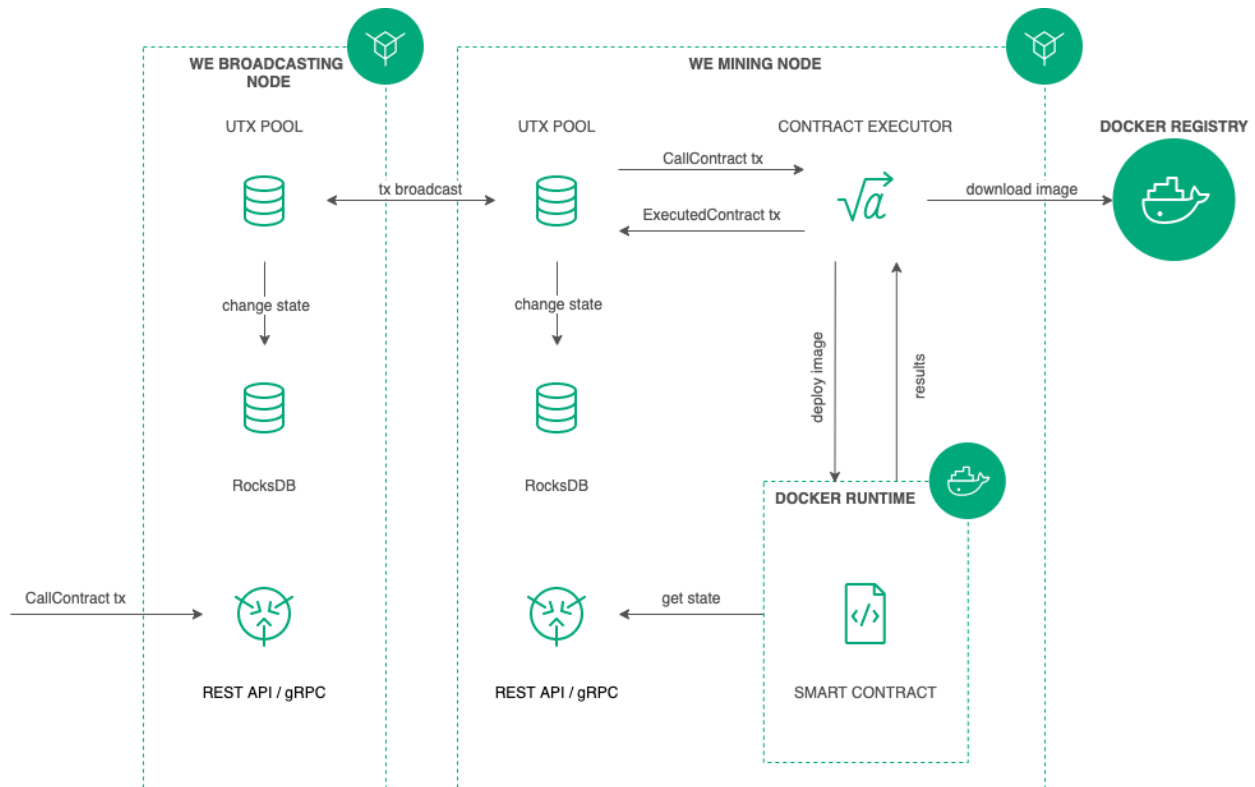 WE BROADCASTING
NODE
WE MINING NODE
UTX POOL
UTX POOL
CONTRACT EXECUTOR
DOCKER REGISTRY
CallContract tx
tx broadcast
download image
ExecutedContract tx
√a
change state
change state
deploy image
results
RocksDB
RocksDB
DOCKER RUNTIME
CallContract tx
get state
</>
REST API / gRPC
REST API / gRPC
SMART CONTRACT